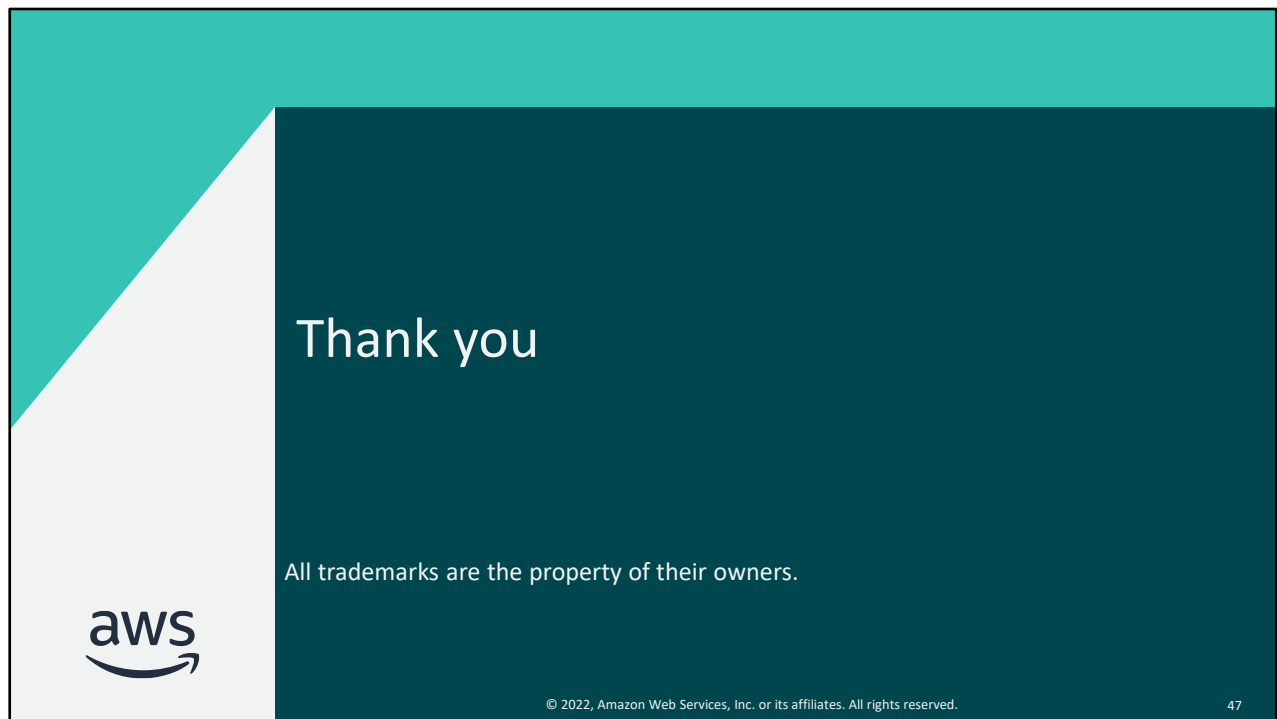 Thank you
All trademarks are the property of their owners.
aws
© 2022, Amazon Web Services, Inc. or its affiliates. All rights reserved.
47